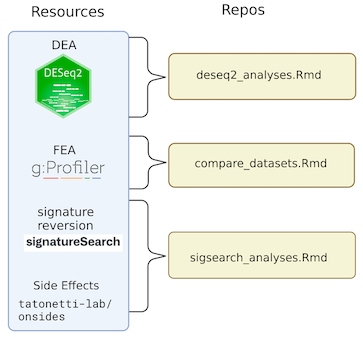 Resources
Repos
DEA
DESeq2
deseq2_analyses.Rmd
FEA
g:Profiler
compare_datasets.Rmd
signature
reversion
signatureSearch
sigsearch_analyses.Rmd
Side Effects
tatonetti-lab/
onsides